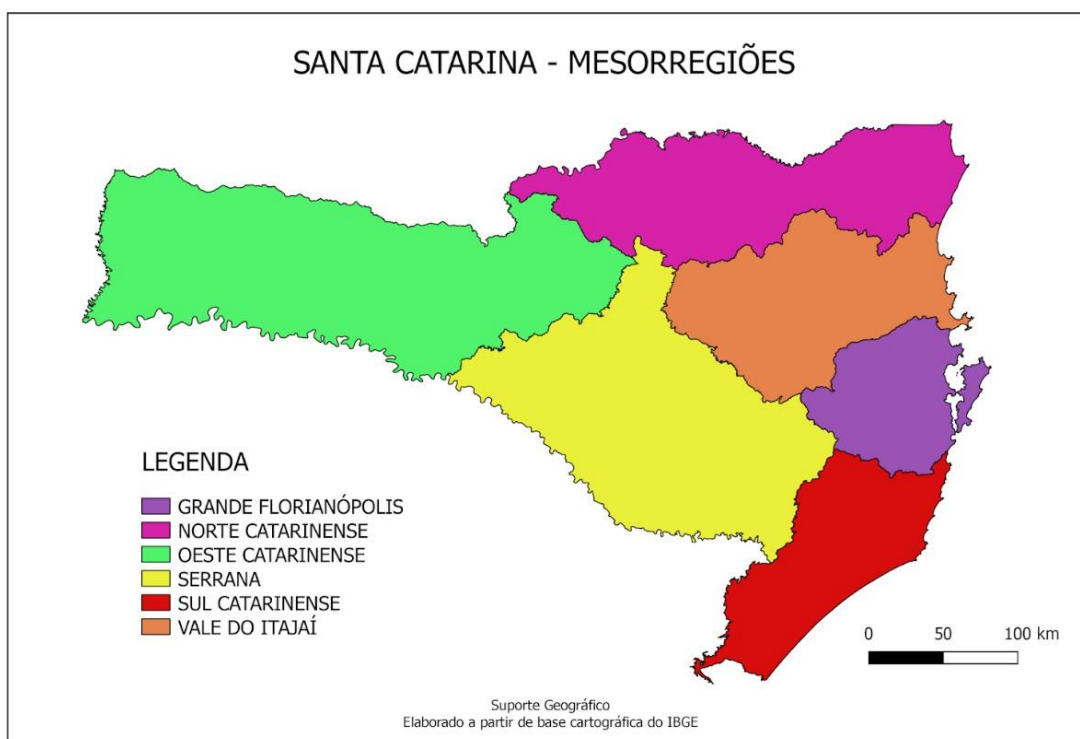 SANTA CATARINA - MESORREGIÕES
LEGENDA
GRANDE FLORIANÓPOLIS
NORTE CATARINENSE
OESTE CATARINENSE
SERRANA
SUL CATARINENSE
VALE DO ITAJAÍ
0 50 100 km
Suporte Geográfico
Elaborado a partir de base cartográfica do IBGE